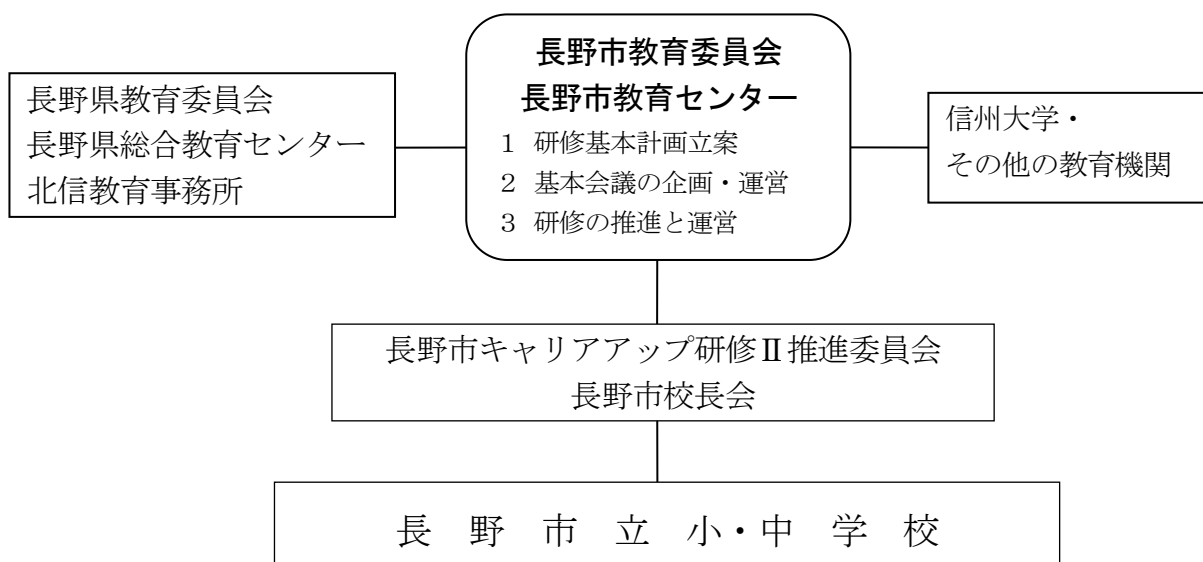 長野市教育委員会
長野市教育センター
1 研修基本計画立案
2 基本会議の企画・運営
3 研修の推進と運営
長野県教育委員会
長野県総合教育センター
北信教育事務所
信州大学・
その他の教育機関
長野市キャリアアップ研修Ⅱ推進委員会
長野市校長会
長 野 市 立 小・中 学 校